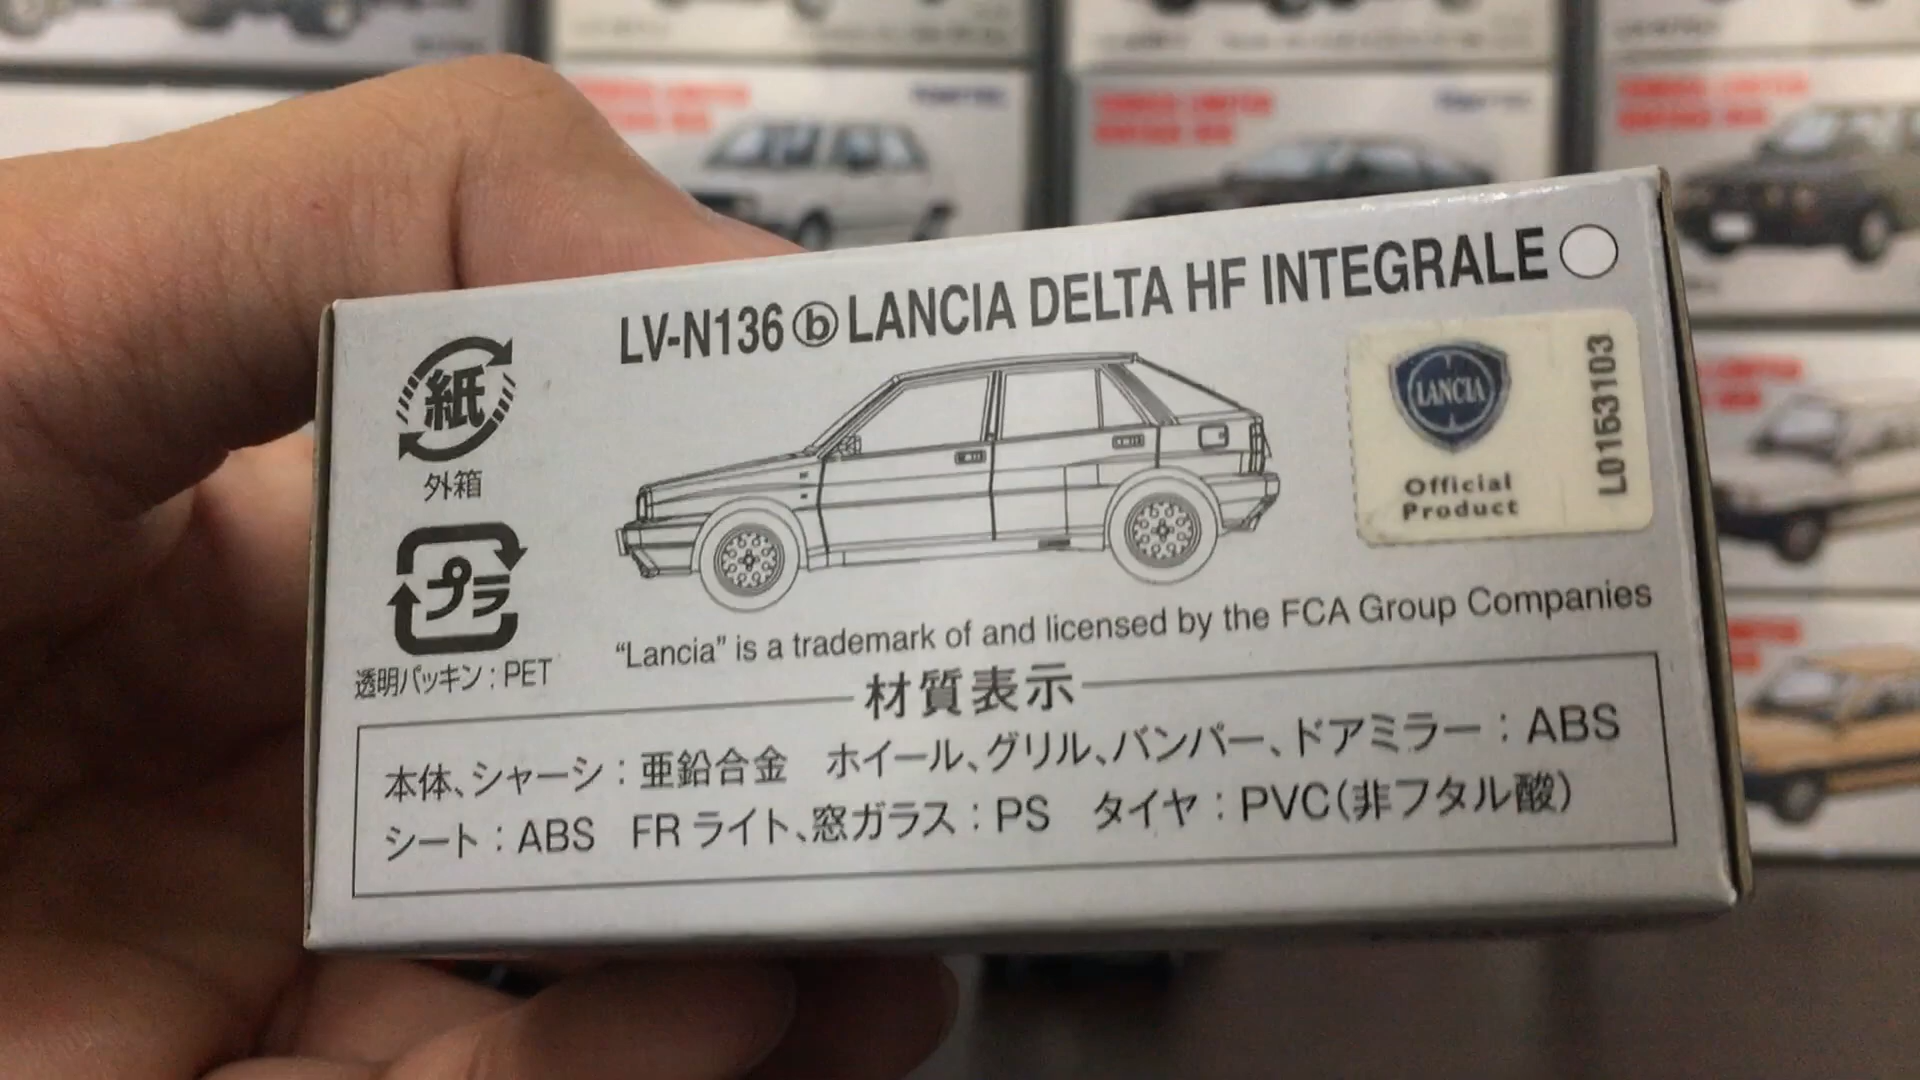 LV-N136 ⓑ LANCIA DELTA HF INTEGRALE
紙
外箱
プラ
透明パッキン：PET
LANCIA
Official
Product
L0153103
“Lancia” is a trademark of and licensed by the FCA Group Companies
材質表示
本体、シャーシ：亜鉛合金 ホイール、グリル、バンパー、ドアミラー：ABS
シート：ABS FR ライト、窓ガラス：PS タイヤ：PVC（非フタル酸）